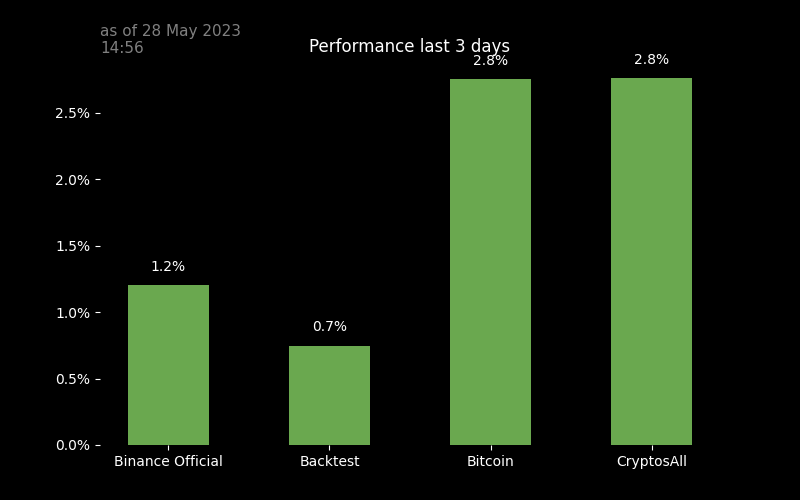 as of 28 May 2023
14:56
Performance last 3 days
2.8%
2.8%
2.5%
2.0%
1.5%
1.2%
1.0%
0.7%
0.5%
0.0%
Binance Official
Backtest
Bitcoin
CryptosAll